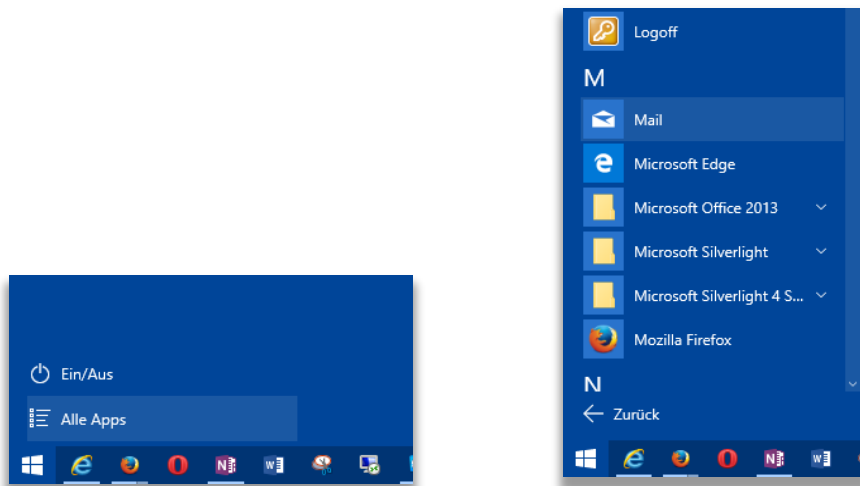 Ein/Aus
Alle Apps
Logoff
M
Mail
Microsoft Edge
Microsoft Office 2013
Microsoft Silverlight
Microsoft Silverlight 4 S...
Mozilla Firefox
N
Zurück